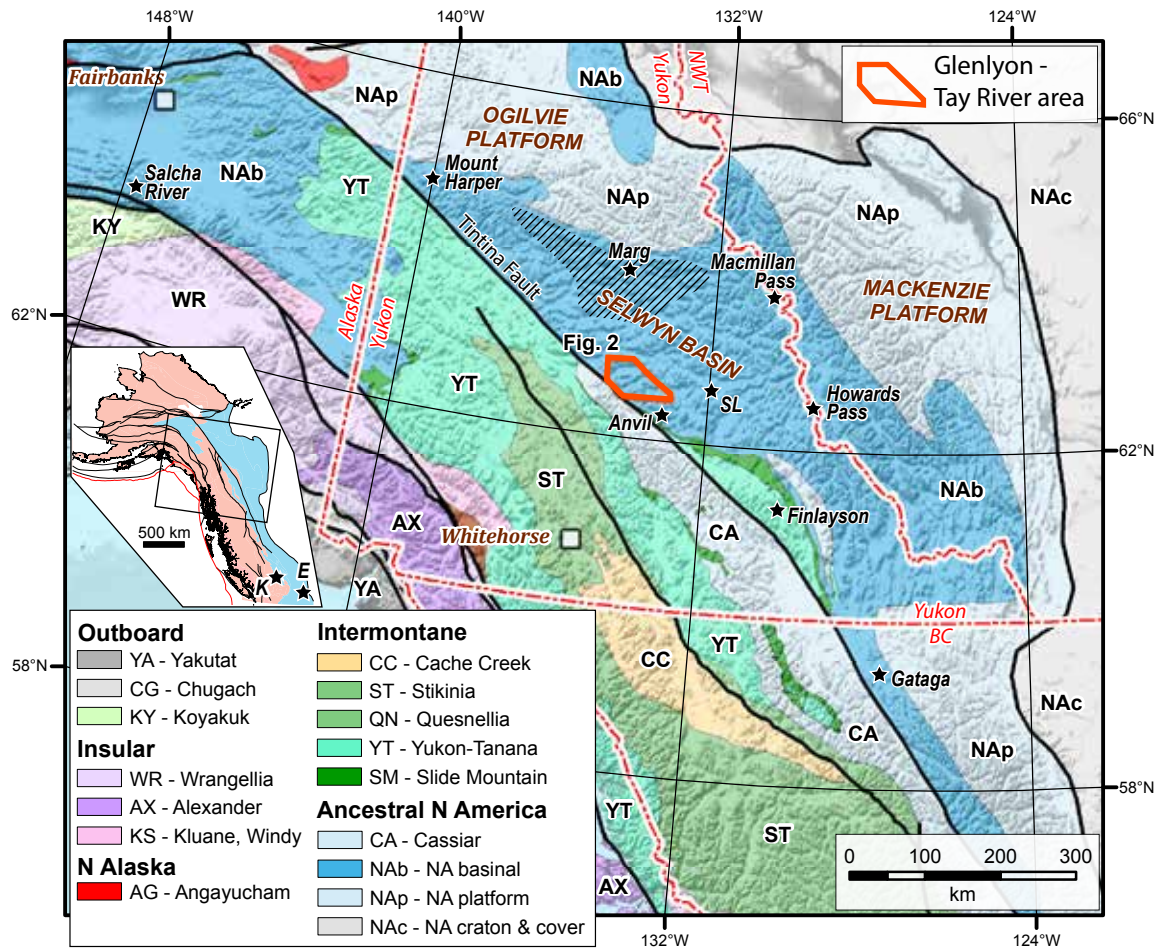 148°W
140°W
132°W
124°W
Fairbanks
NAp
NAb
Yukon
NWT
Glenlyon -
Tay River area
OGILVIE
PLATFORM
66°N
Salcha
River
NAb
YT
Mount
Harper
NAp
NAp
NAc
KY
Tintina Fault
Marg
Macmillan
Pass
WR
MACKENZIE
PLATFORM
62°N
Alaska
Yukon
SELWYN BASIN
Fig. 2
YT
SL
Howards
Pass
Anvil
62°N
ST
NAb
AX
Whitehorse
CA
Finlayson
500 km
K
E
YA
Yukon
BC
YT
CC
Gataga
58°N
CA
NAc
NAp
58°N
YT
ST
AX
Outboard
YA - Yakutat
CG - Chugach
KY - Koyakuk
Insular
WR - Wrangellia
AX - Alexander
KS - Kluane, Windy
N Alaska
AG - Angayucham
Intermontane
CC - Cache Creek
ST - Stikinia
QN - Quesnellia
YT - Yukon-Tanana
SM - Slide Mountain
Ancestral N America
CA - Cassiar
NAb - NA basinal
NAp - NA platform
NAc - NA craton & cover
0 100 200 300
km
132°W
124°W